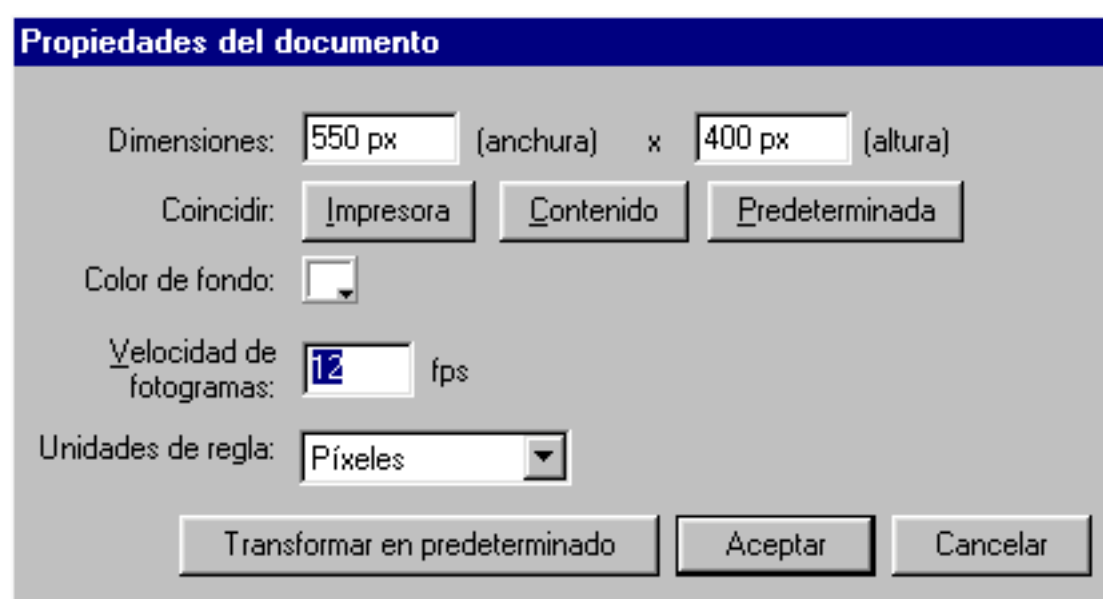 Propiedades del documento
Dimensiones: 550 px (anchura) x 400 px (altura)
Coincidir: Impresora Contenido Predeterminada
Color de fondo:
Velocidad de
fotogramas: 12 fps
Unidades de regla: Píxeles
Transformar en predeterminado Aceptar Cancelar